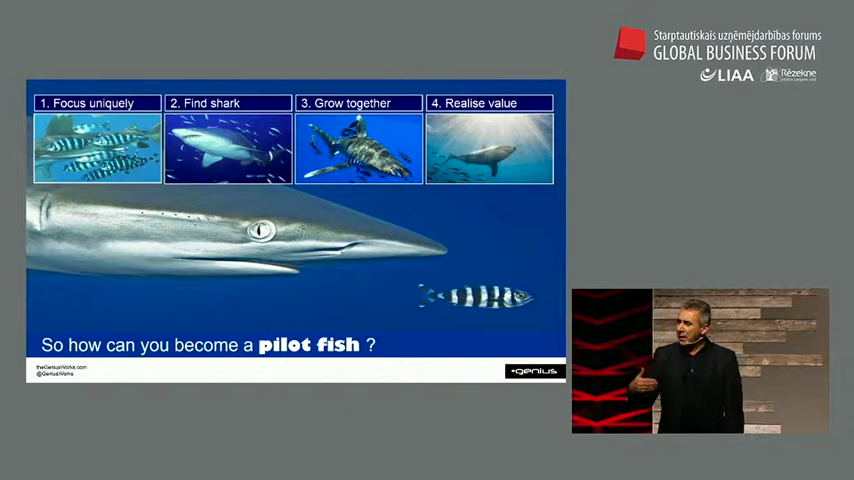 Starptautiskais uzņēmējdarbības forums
GLOBAL BUSINESS FORUM
LIAA Rēzekne
1. Focus uniquely
2. Find shark
3. Grow together
4. Realise value
So how can you become a pilot fish ?
theGeniusWorks.com
@GeniusWorks
genius